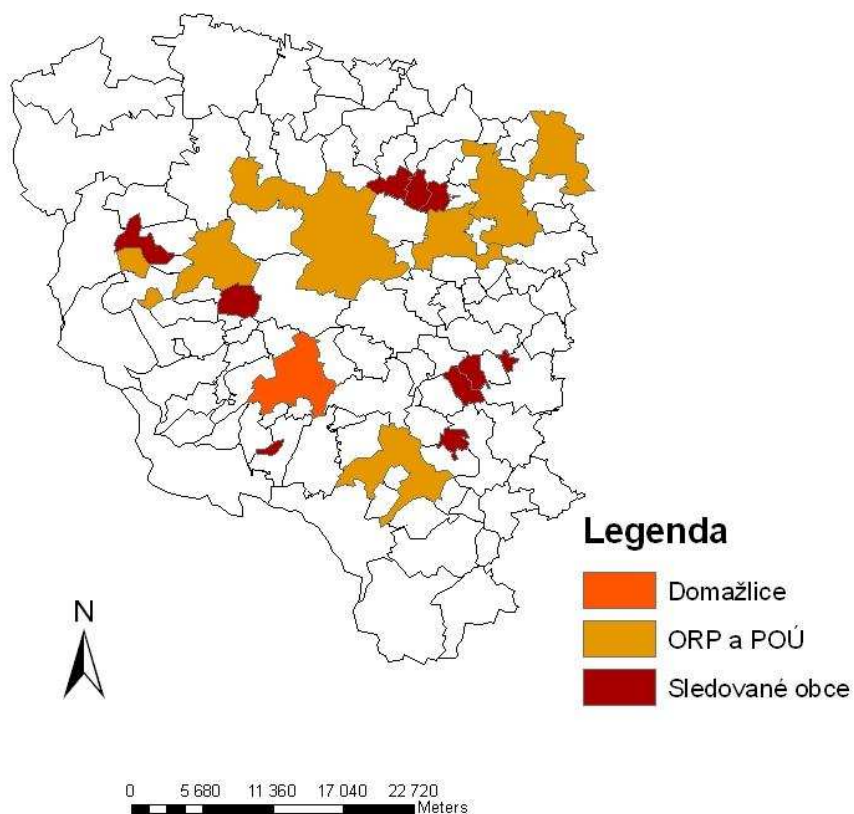 Legenda
Domažlice
ORP a POÚ
Sledované obce
N
0 5 680 11 360 17 040 22 720
Meters